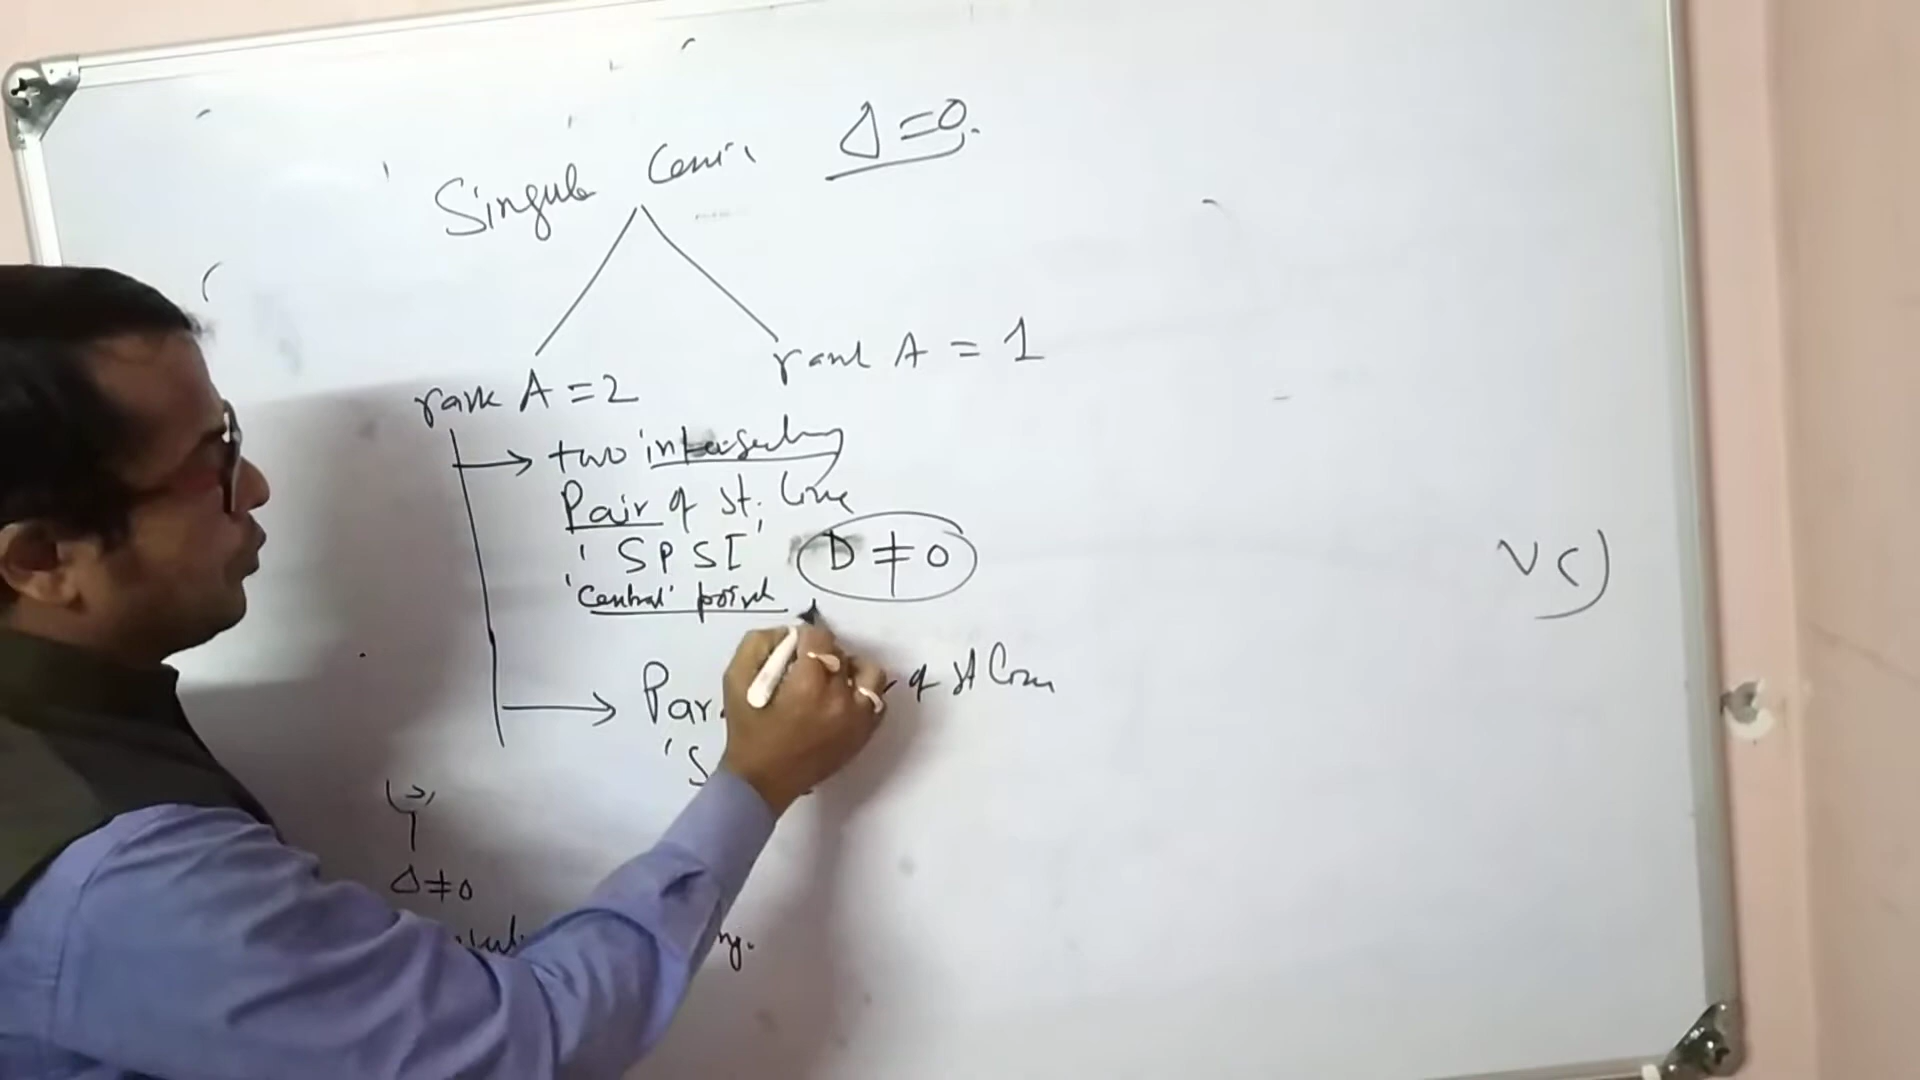 Singula Conic Δ = 0.
rank A = 2
rank A = 1
→ two intersecting
Pair of st. line
' SPSI '
D ≠ 0
'Central' point
→ Par of st line
'S
Δ ≠ 0